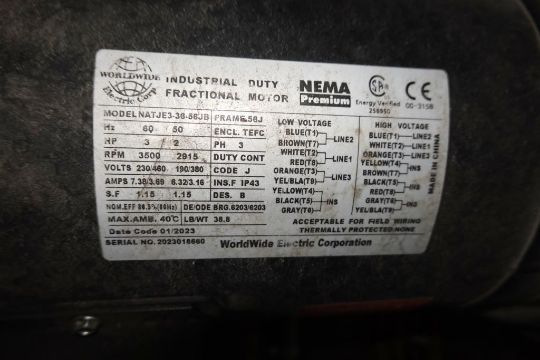 WORLDWIDE
Electric Corp
INDUSTRIAL DUTY
FRACTIONAL MOTOR
NEMA
Premium
SA
Energy Verified
256950
CE
00-3158
MODEL NATJE3-36-56JB FRAME 56J
Hz 60 50 ENCL. TEFC
HP 3 2 PH 3
RPM 3500 2915 DUTY CONT
VOLTS 230/460 190/380 CODE J
AMPS 7.38/3.69 6.32/3.16 INS.F IP43
S.F 1.15 1.15 DES. B
NOM.EFF 86.5%(60Hz) DE/ODE BRG.6203/6203
MAX.AMB. 40℃ LB/WT 38.8
Date Code 01/2023
SERIAL NO. 2023018660
LOW VOLTAGE
BLUE(T1)
BROWN(T7)
LINE2
WHITE(T2)
RED(T8)
LINE1
ORANGE(T3)
YEL/BLA(T9)
LINE3
YELLOW(T4)
BLACK(T5)
GRAY(T6)
INS
HIGH VOLTAGE
BLUE(T1) LINE2
WHITE(T2) LINE1
ORANGE(T3) LINE3
YELLOW(T4)
BROWN(T7)
INS
BLACK(T5)
RED(T8)
INS
GRAY(T6)
YEL/BLA(T9)
INS
MADE IN CHINA
ACCEPTABLE FOR FIELD WIRING
THERMALLY PROTECTED:NONE
WorldWide Electric Corporation